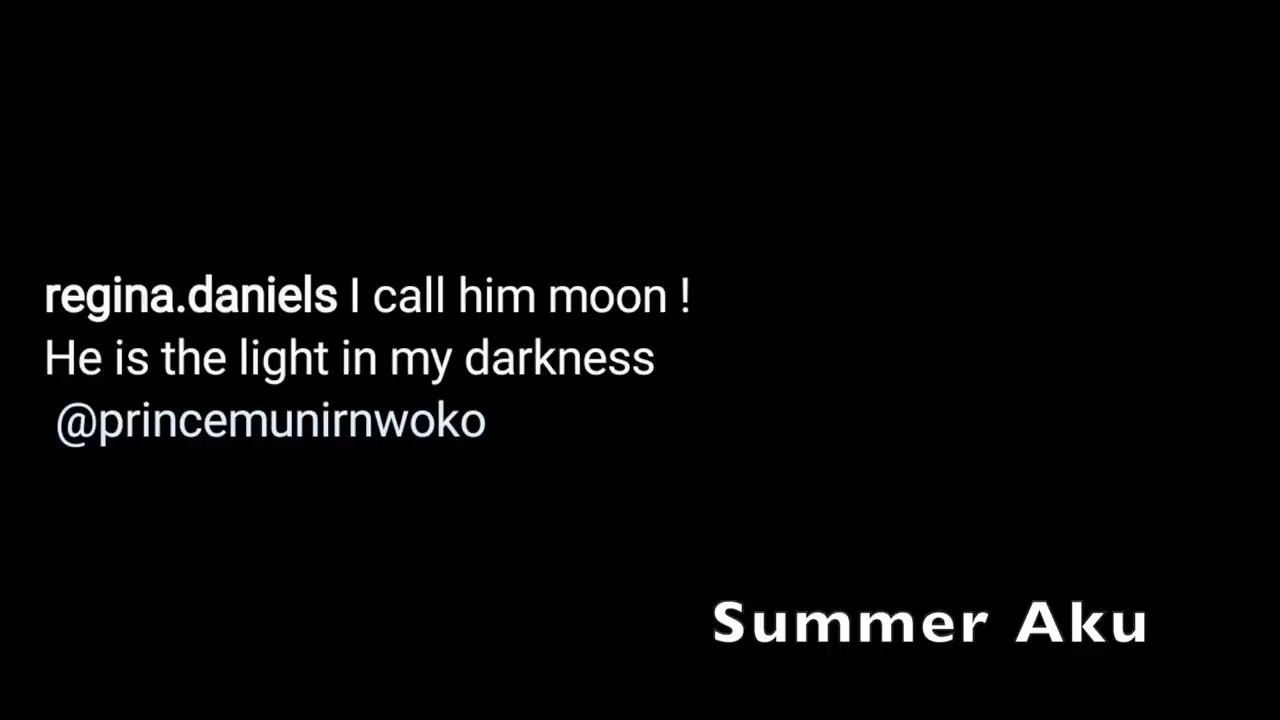 regina.daniels I call him moon !
He is the light in my darkness
@princemunirnwoko
Summer Aku